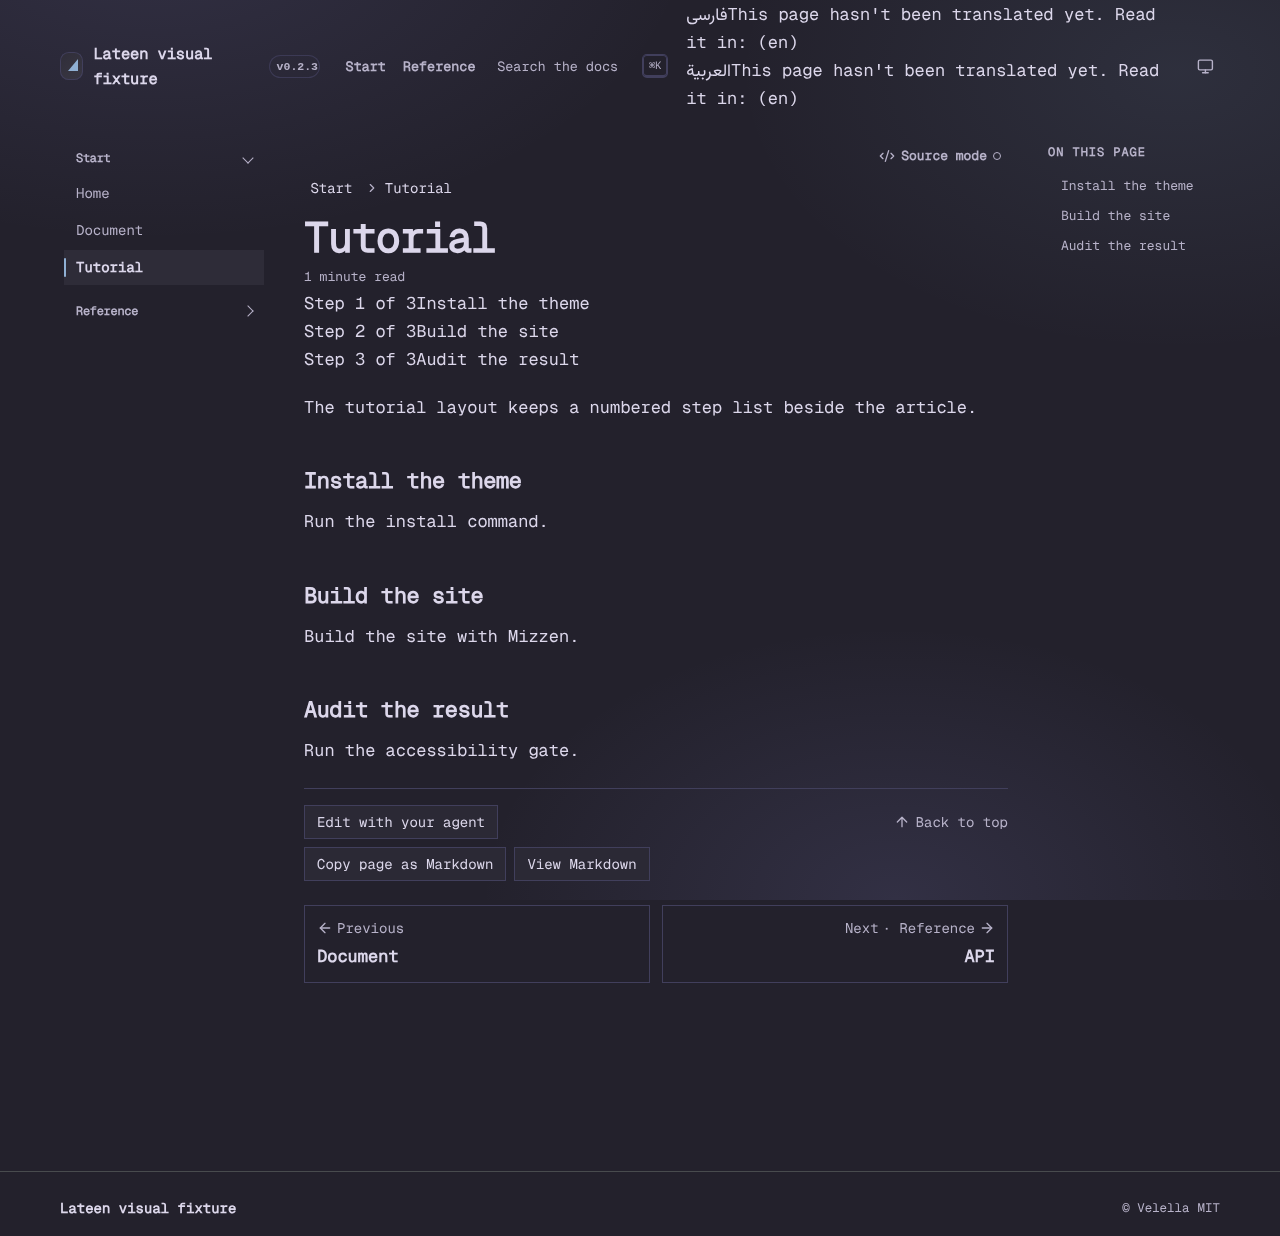 Lateen visual
fixture
v0.2.3
Start
Reference
Search the docs
⌘K
فارسیThis page hasn't been translated yet. Read
it in: (en)
العربيةThis page hasn't been translated yet. Read
it in: (en)
Start
Home
Document
Tutorial
Reference
Source mode
Start
Tutorial
Tutorial
1 minute read
Step 1 of 3Install the theme
Step 2 of 3Build the site
Step 3 of 3Audit the result
The tutorial layout keeps a numbered step list beside the article.
Install the theme
Run the install command.
Build the site
Build the site with Mizzen.
Audit the result
Run the accessibility gate.
Edit with your agent
↑ Back to top
Copy page as Markdown
View Markdown
← Previous
Document
Next · Reference →
API
ON THIS PAGE
Install the theme
Build the site
Audit the result
Lateen visual fixture
© Velella MIT